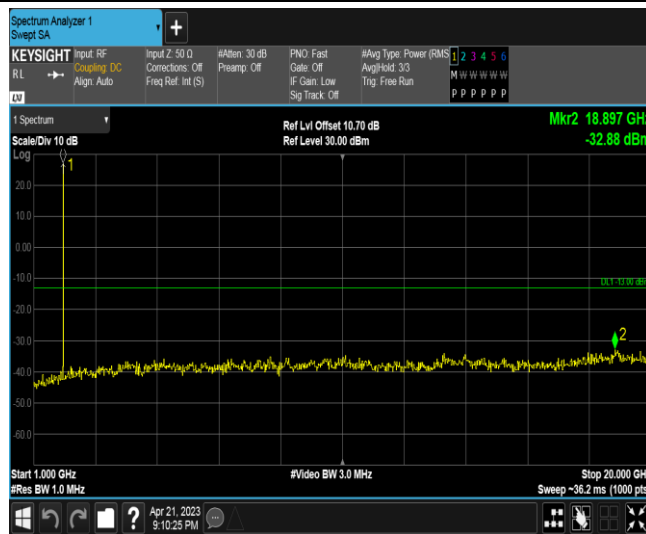 Spectrum Analyzer 1
Swept SA
+
KEYSIGHT
RL
LXI
Input: RF
Coupling: DC
Align: Auto
Input Z: 50 Ω
Corrections: Off
Freq Ref: Int (S)
#Atten: 30 dB
Preamp: Off
PNO: Fast
Gate: Off
IF Gain: Low
Sig Track: Off
#Avg Type: Power (RMS
Avg|Hold: 3/3
Trig: Free Run
1 2 3 4 5 6
M W W W W W
P P P P P P
1 Spectrum
Scale/Div 10 dB
Log
Ref Lvl Offset 10.70 dB
Ref Level 30.00 dBm
Mkr2 18.897 GHz
-32.88 dBm
1
20.0
10.0
0.00
-10.0
DL1 -13.00 dBm
-20.0
-30.0
2
-40.0
-50.0
-60.0
Start 1.000 GHz
#Res BW 1.0 MHz
#Video BW 3.0 MHz
Stop 20.000 GHz
Sweep ~36.2 ms (1000 pts)
?
Apr 21, 2023
9:10:25 PM